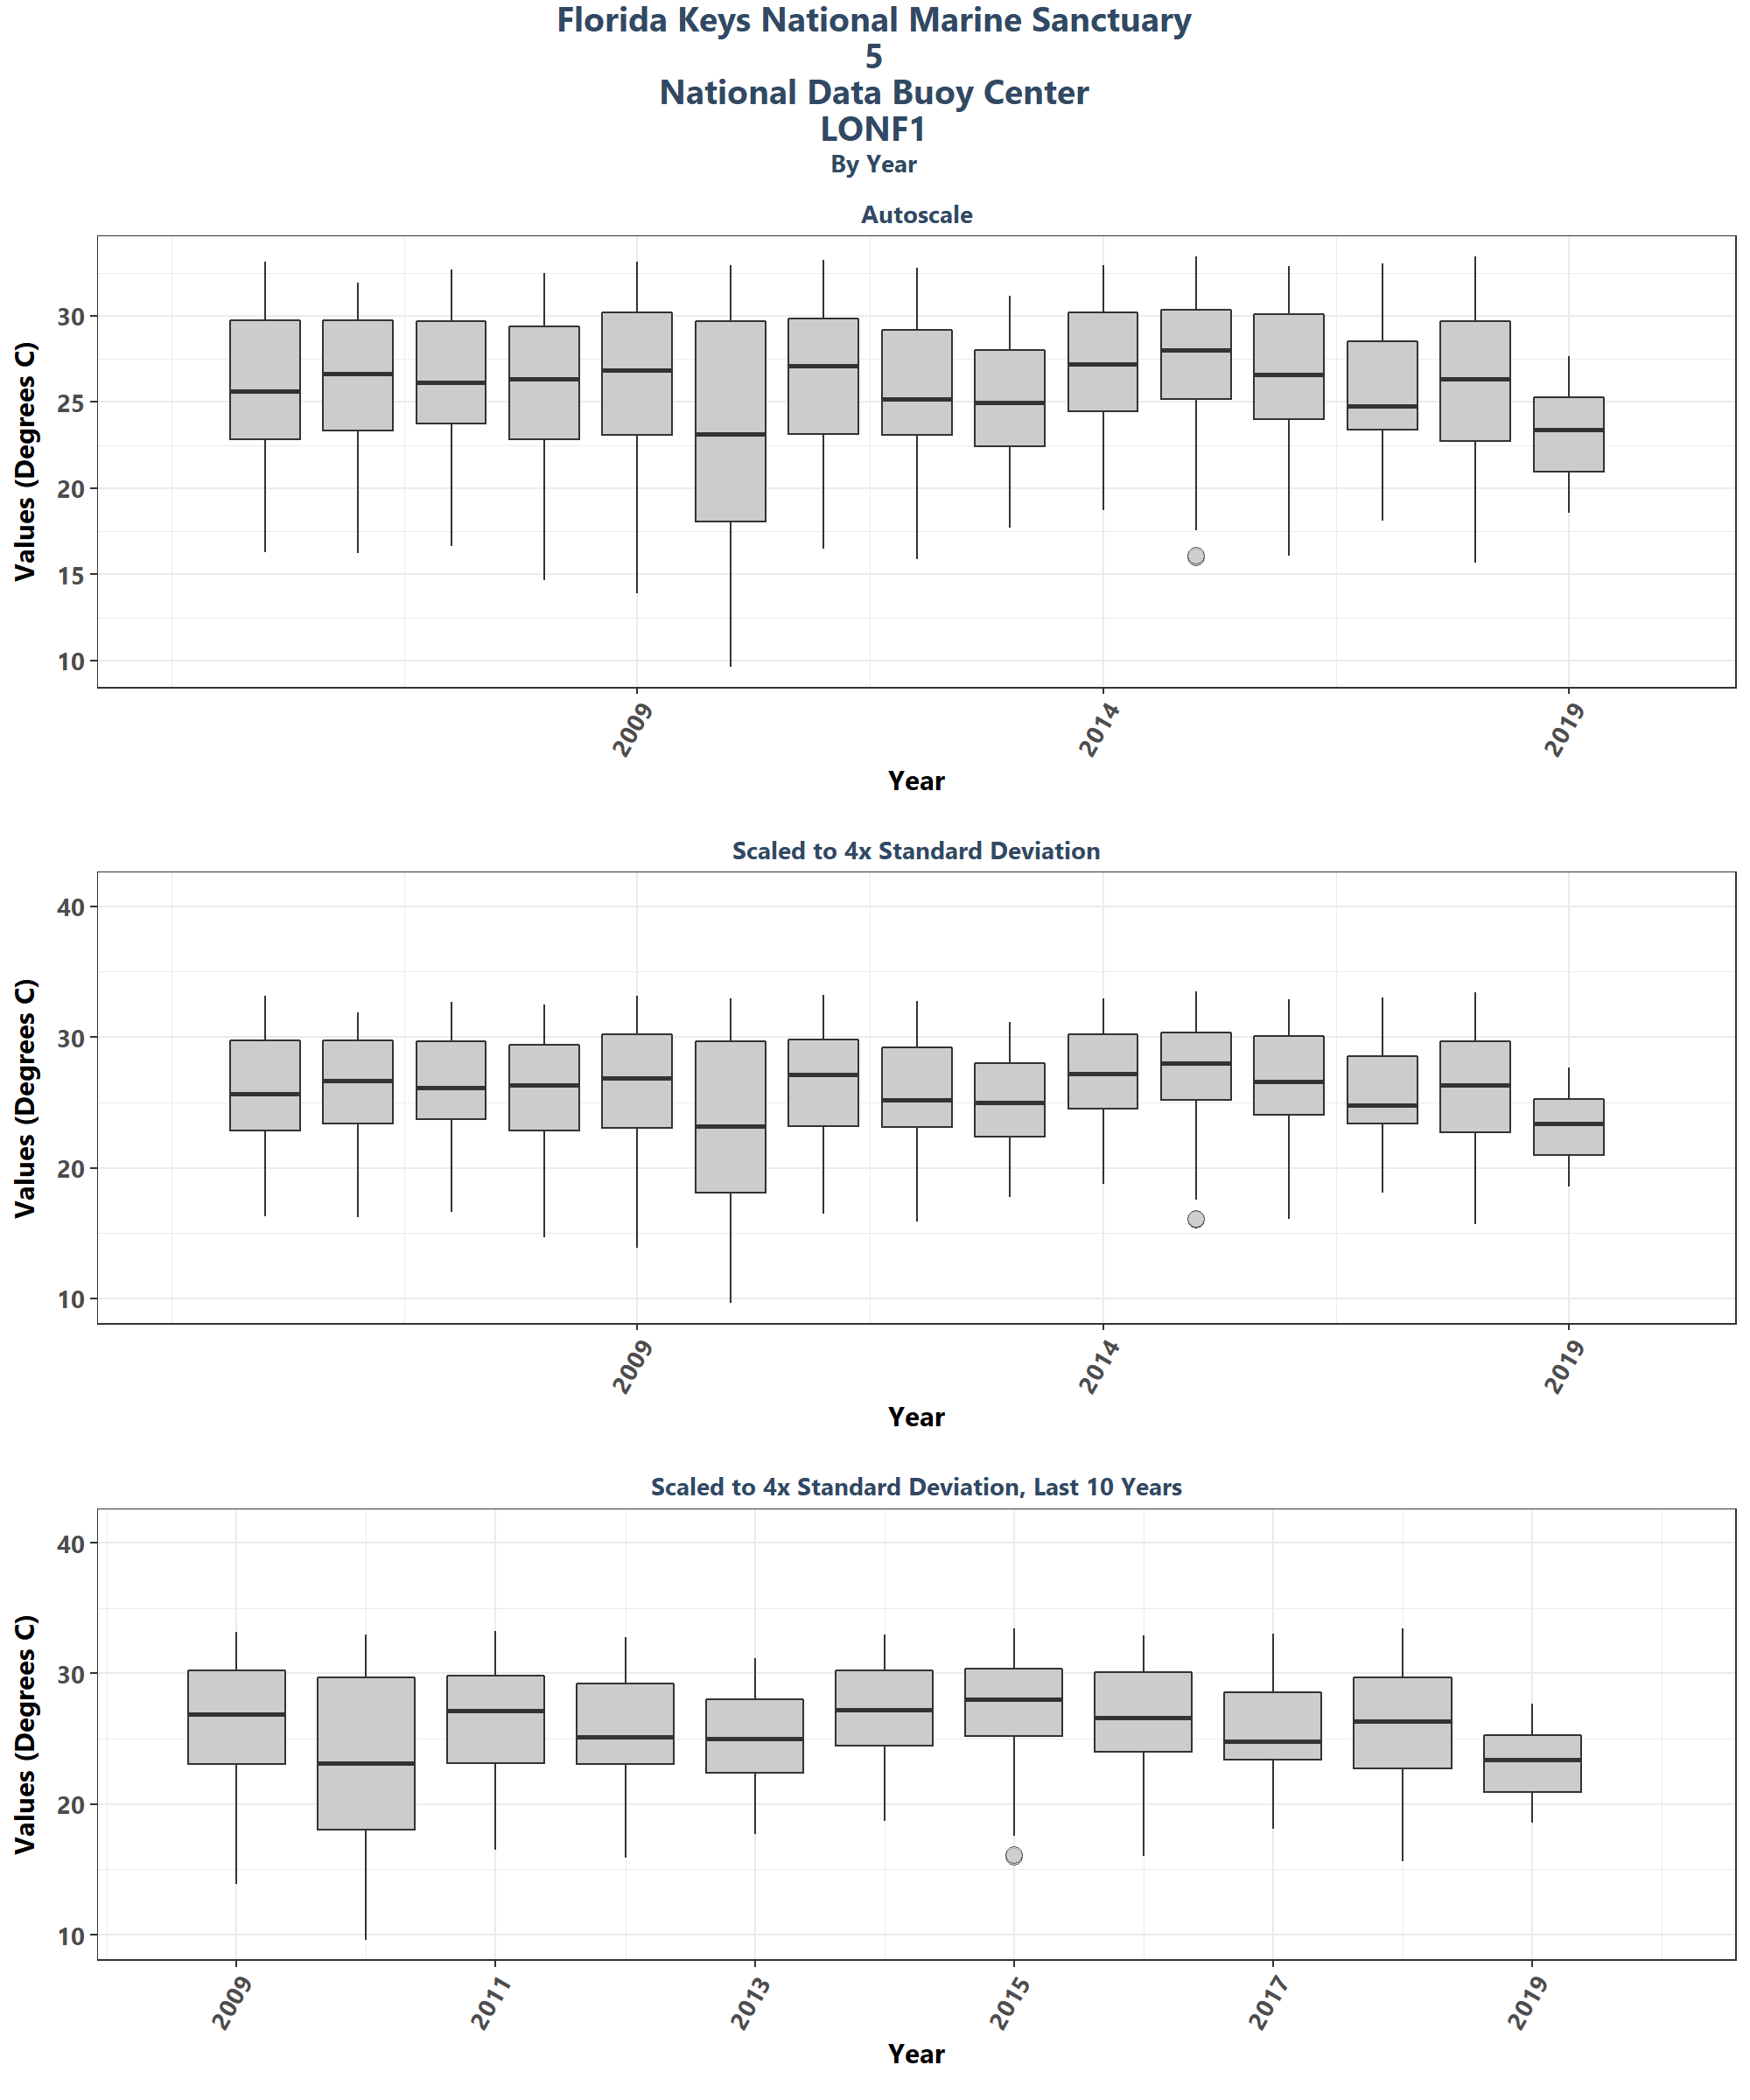 Florida Keys National Marine Sanctuary
5
National Data Buoy Center
LONF1
By Year
Autoscale
Values (Degrees C)
30
25
20
15
10
2009
2014
2019
Year
Scaled to 4x Standard Deviation
Values (Degrees C)
40
30
20
10
2009
2014
2019
Year
Scaled to 4x Standard Deviation, Last 10 Years
Values (Degrees C)
40
30
20
10
2009
2011
2013
2015
2017
2019
Year